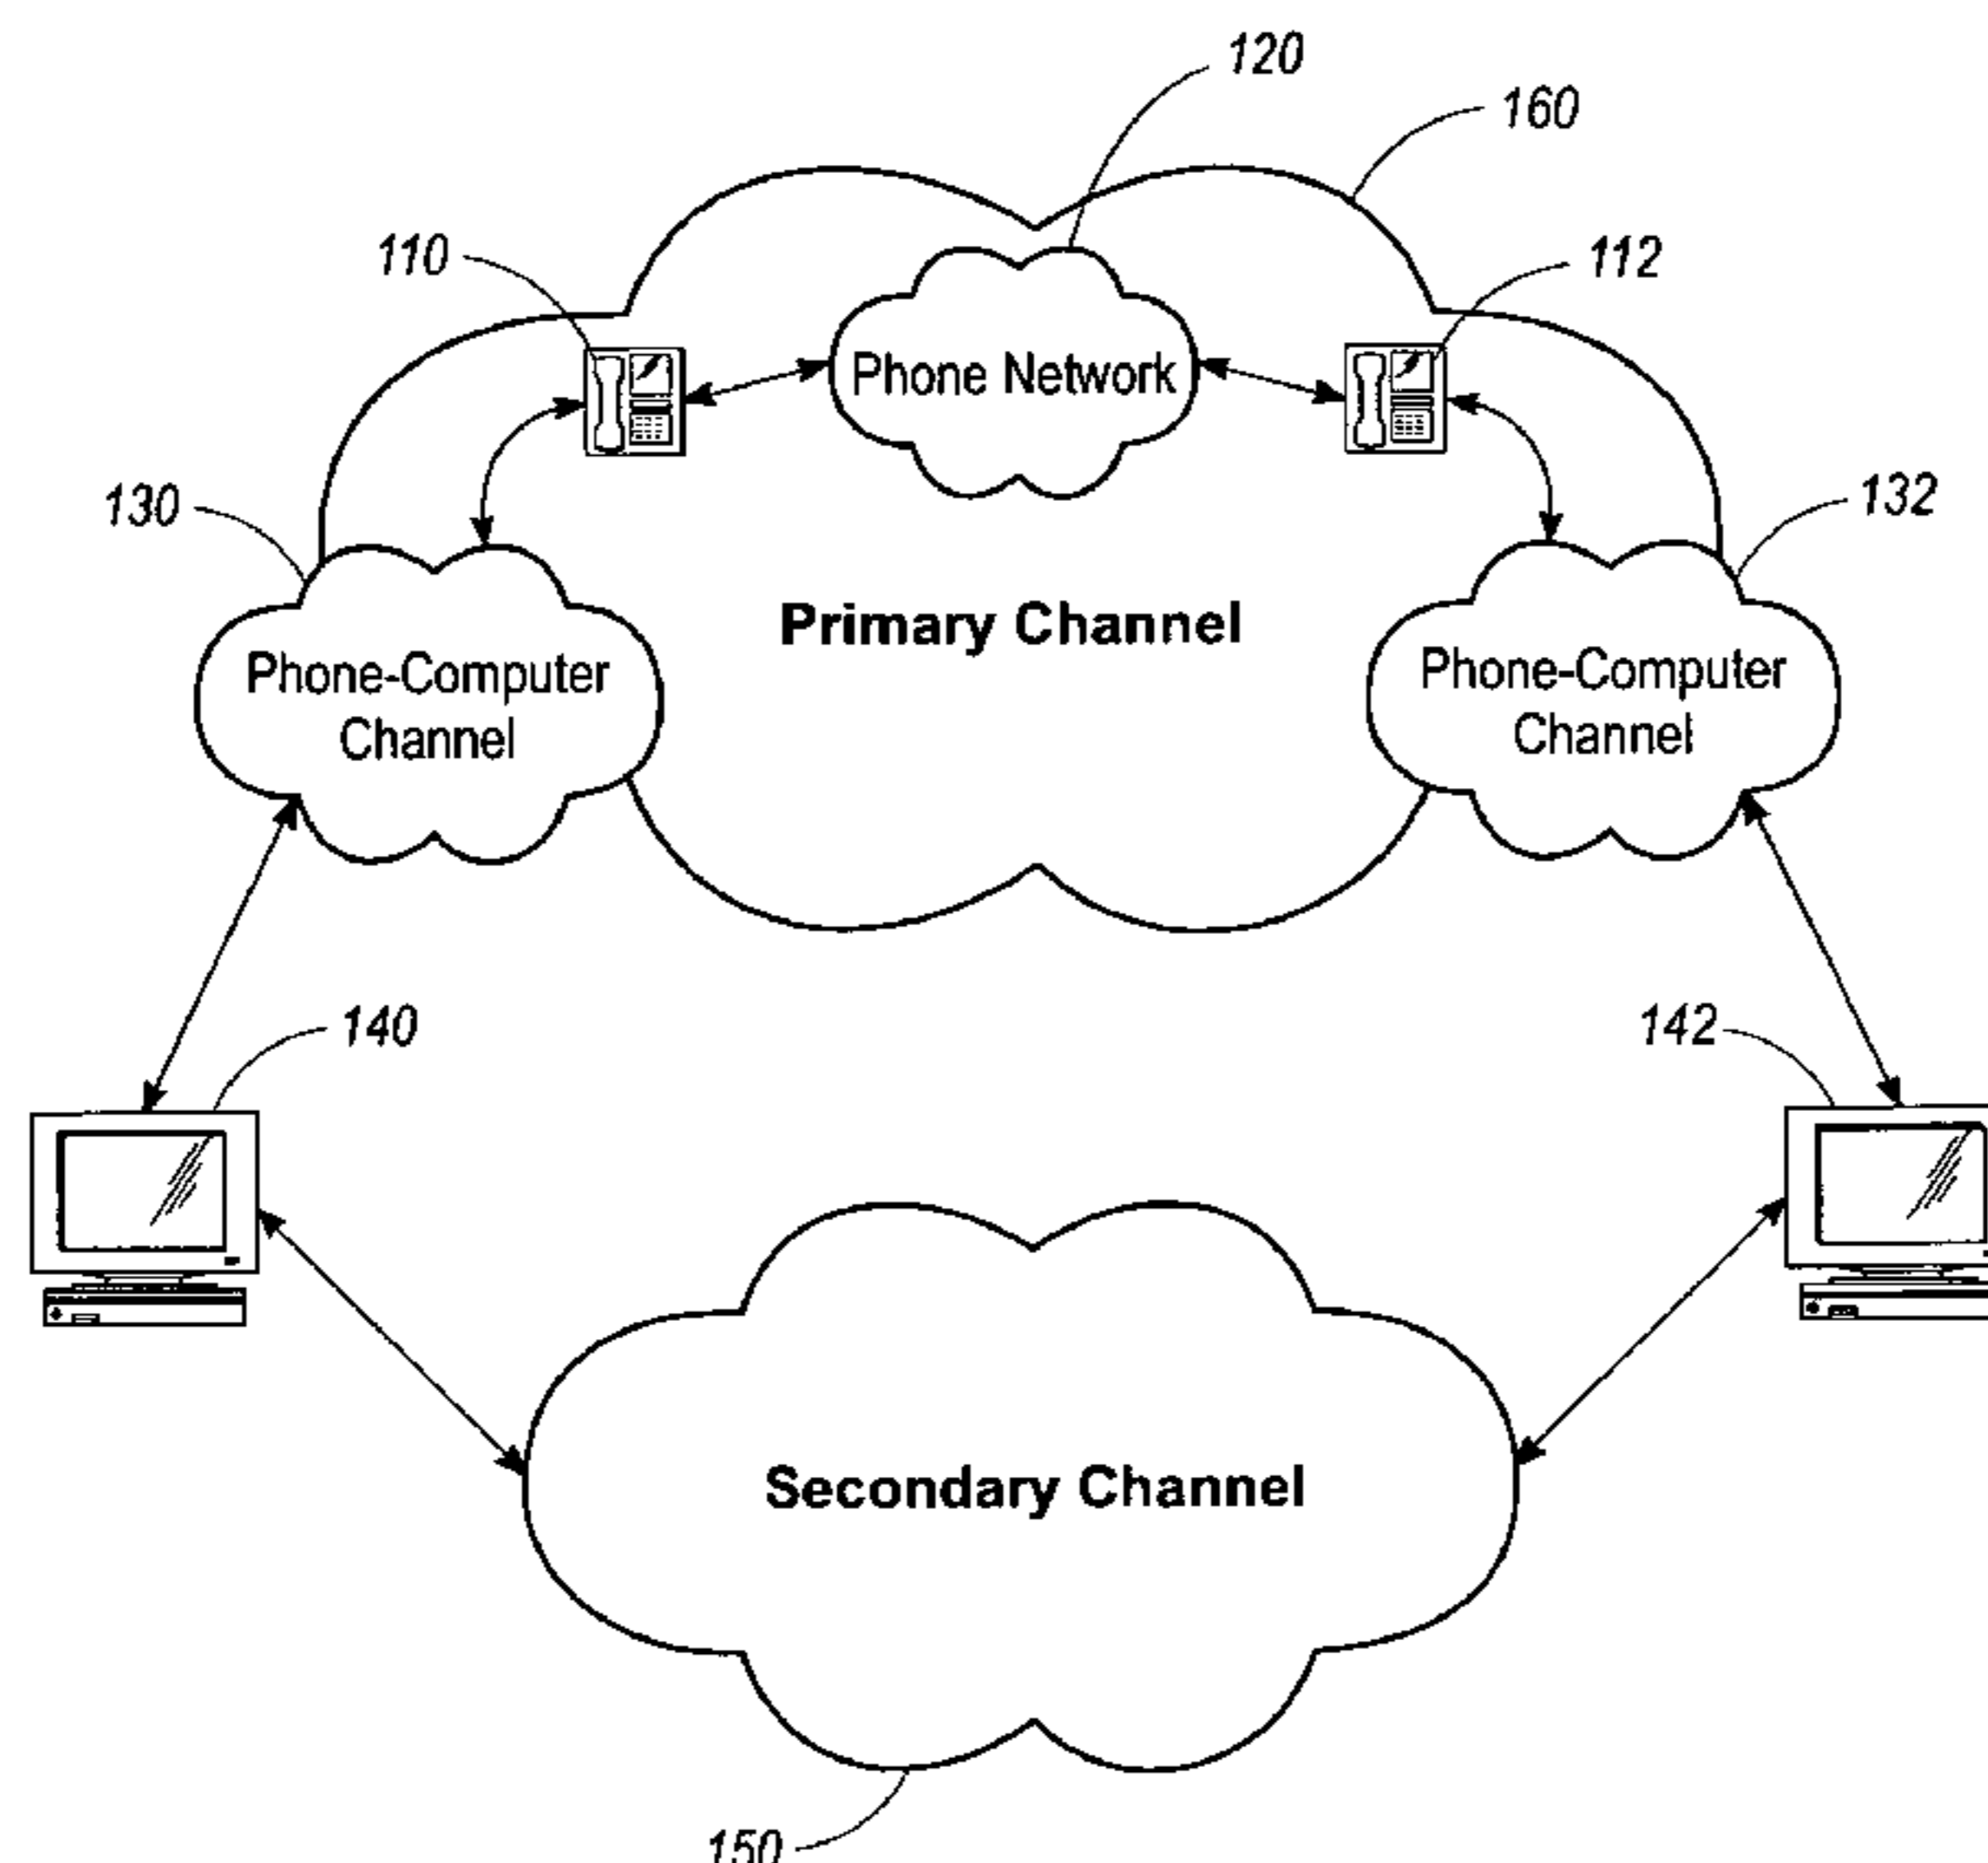 120
160
110
112
Phone Network
130
132
Primary Channel
Phone-Computer
Channel
Phone-Computer
Channel
140
142
Secondary Channel
150